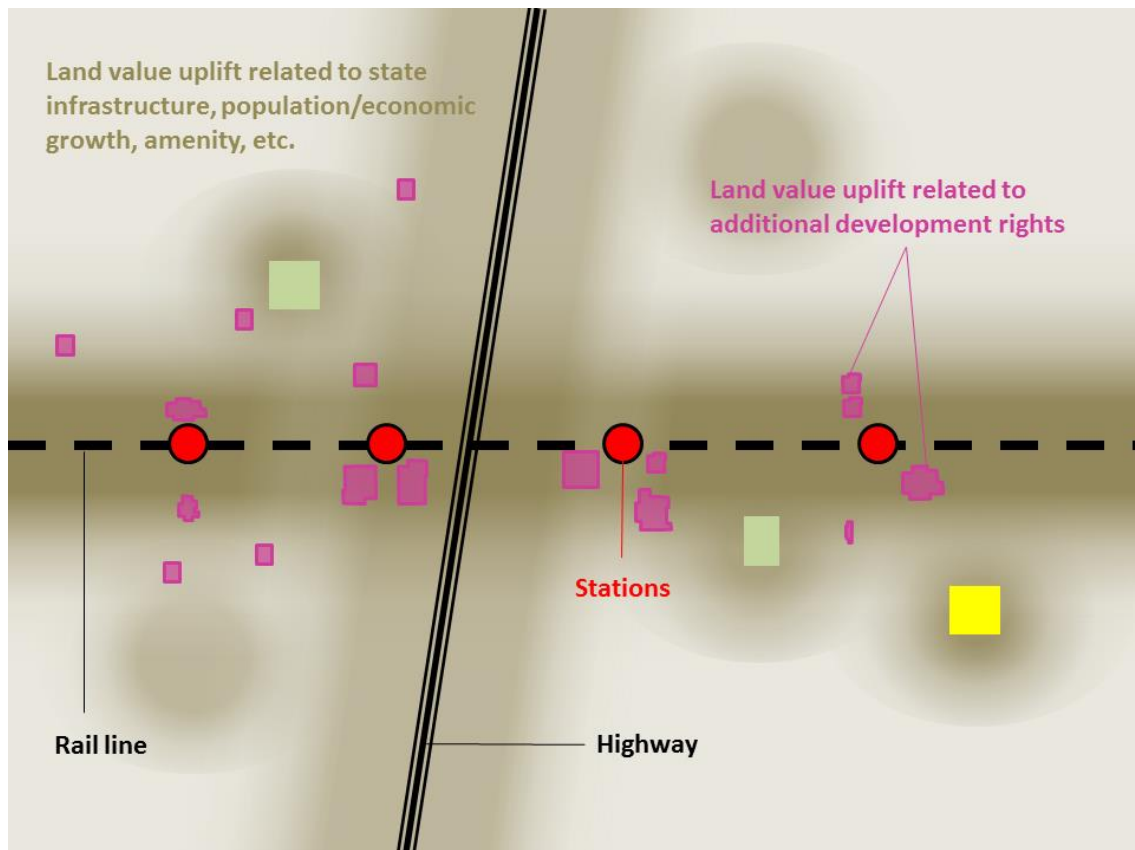 Land value uplift related to state
infrastructure, population/economic
growth, amenity, etc.
Land value uplift related to
additional development rights
Stations
Rail line
Highway